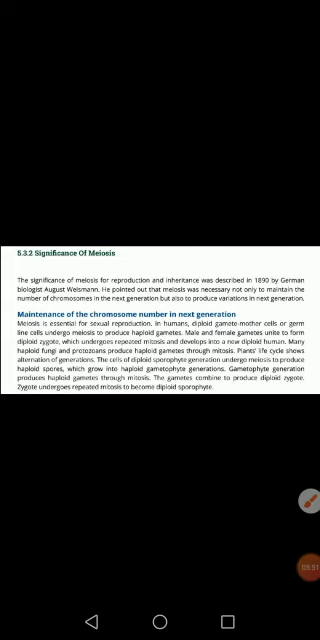 5.3.2 Significance Of Meiosis
The significance of meiosis for reproduction and inheritance was described in 1890 by German
biologist August Weismann. He pointed out that meiosis was necessary not only to maintain the
number of chromosomes in the next generation but also to produce variations in next generation.
Maintenance of the chromosome number in next generation
Meiosis is essential for sexual reproduction. In humans, diploid gamete-mother cells or germ
line cells undergo meiosis to produce haploid gametes. Male and female gametes unite to form
diploid zygote, which undergoes repeated mitosis and develops into a new diploid human. Many
haploid fungi and protozoans produce haploid gametes through mitosis. Plants' life cycle shows
alternation of generations. The cells of diploid sporophyte generation undergo meiosis to produce
haploid spores, which grow into haploid gametophyte generations. Gametophyte generation
produces haploid gametes through mitosis. The gametes combine to produce diploid zygote.
Zygote undergoes repeated mitosis to become diploid sporophyte.
05:51